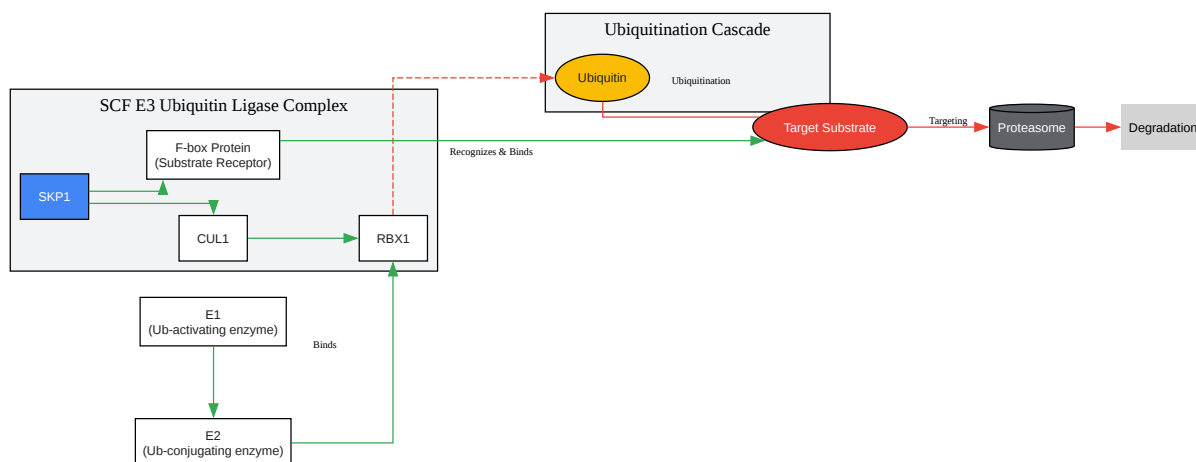 Ubiquitination Cascade
Ubiquitin
Ubiquitination
SCF E3 Ubiquitin Ligase Complex
F-box Protein
(Substrate Receptor)
Target Substrate
Targeting
Proteasome
Degradation
Recognizes & Binds
SKP1
CUL1
RBX1
E1
(Ub-activating enzyme)
Binds
E2
(Ub-conjugating enzyme)